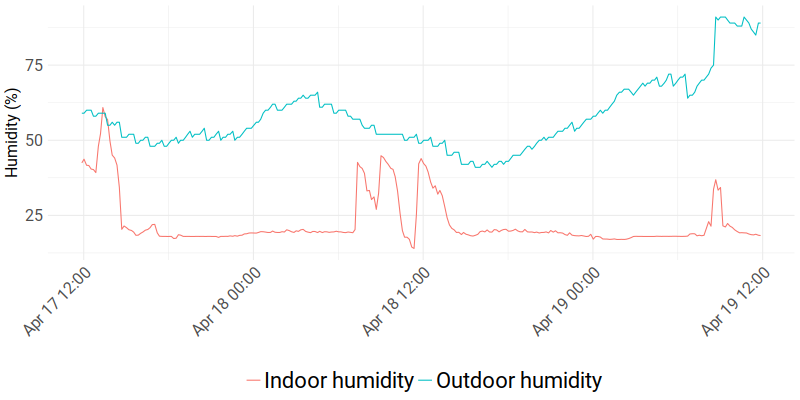 Humidity (%)
75
50
25
Apr 17 12:00
Apr 18 00:00
Apr 18 12:00
Apr 19 00:00
Apr 19 12:00
Indoor humidity
Outdoor humidity